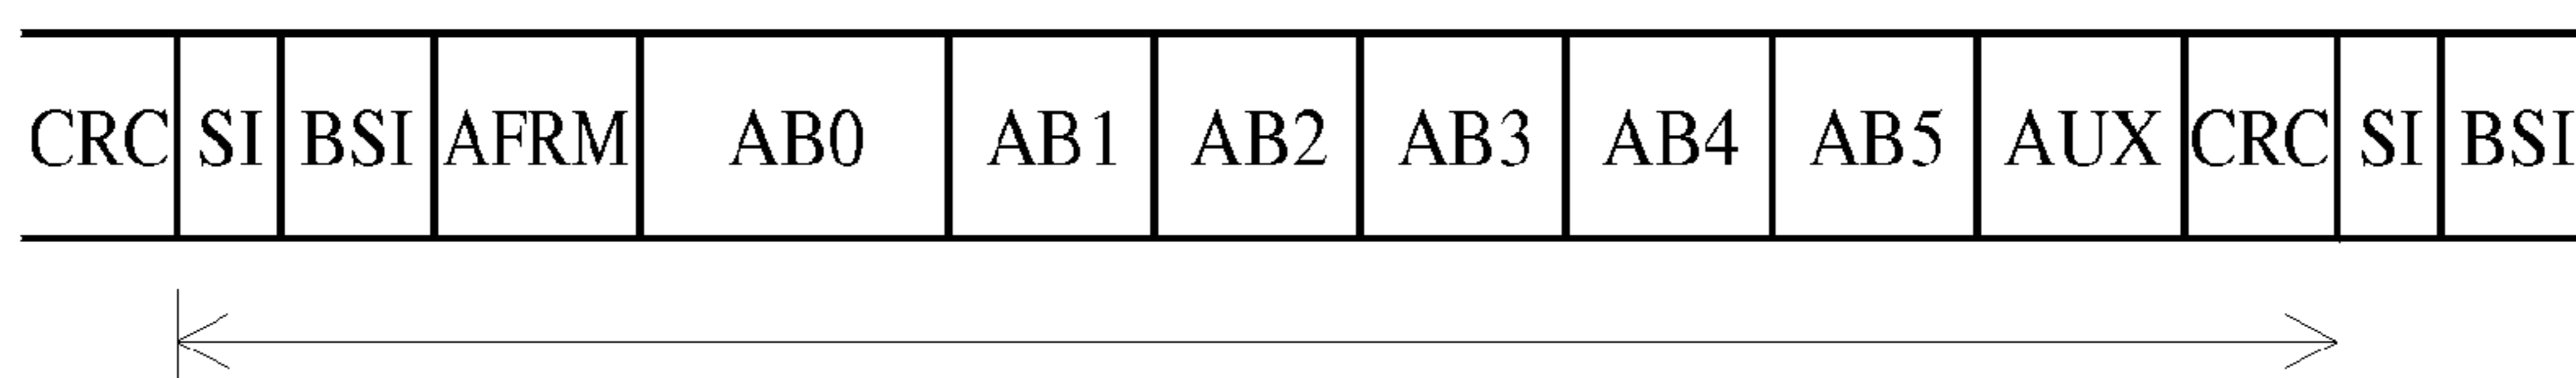 CRC SI BSI AFRM AB0 AB1 AB2 AB3 AB4 AB5 AUX CRC SI BSI